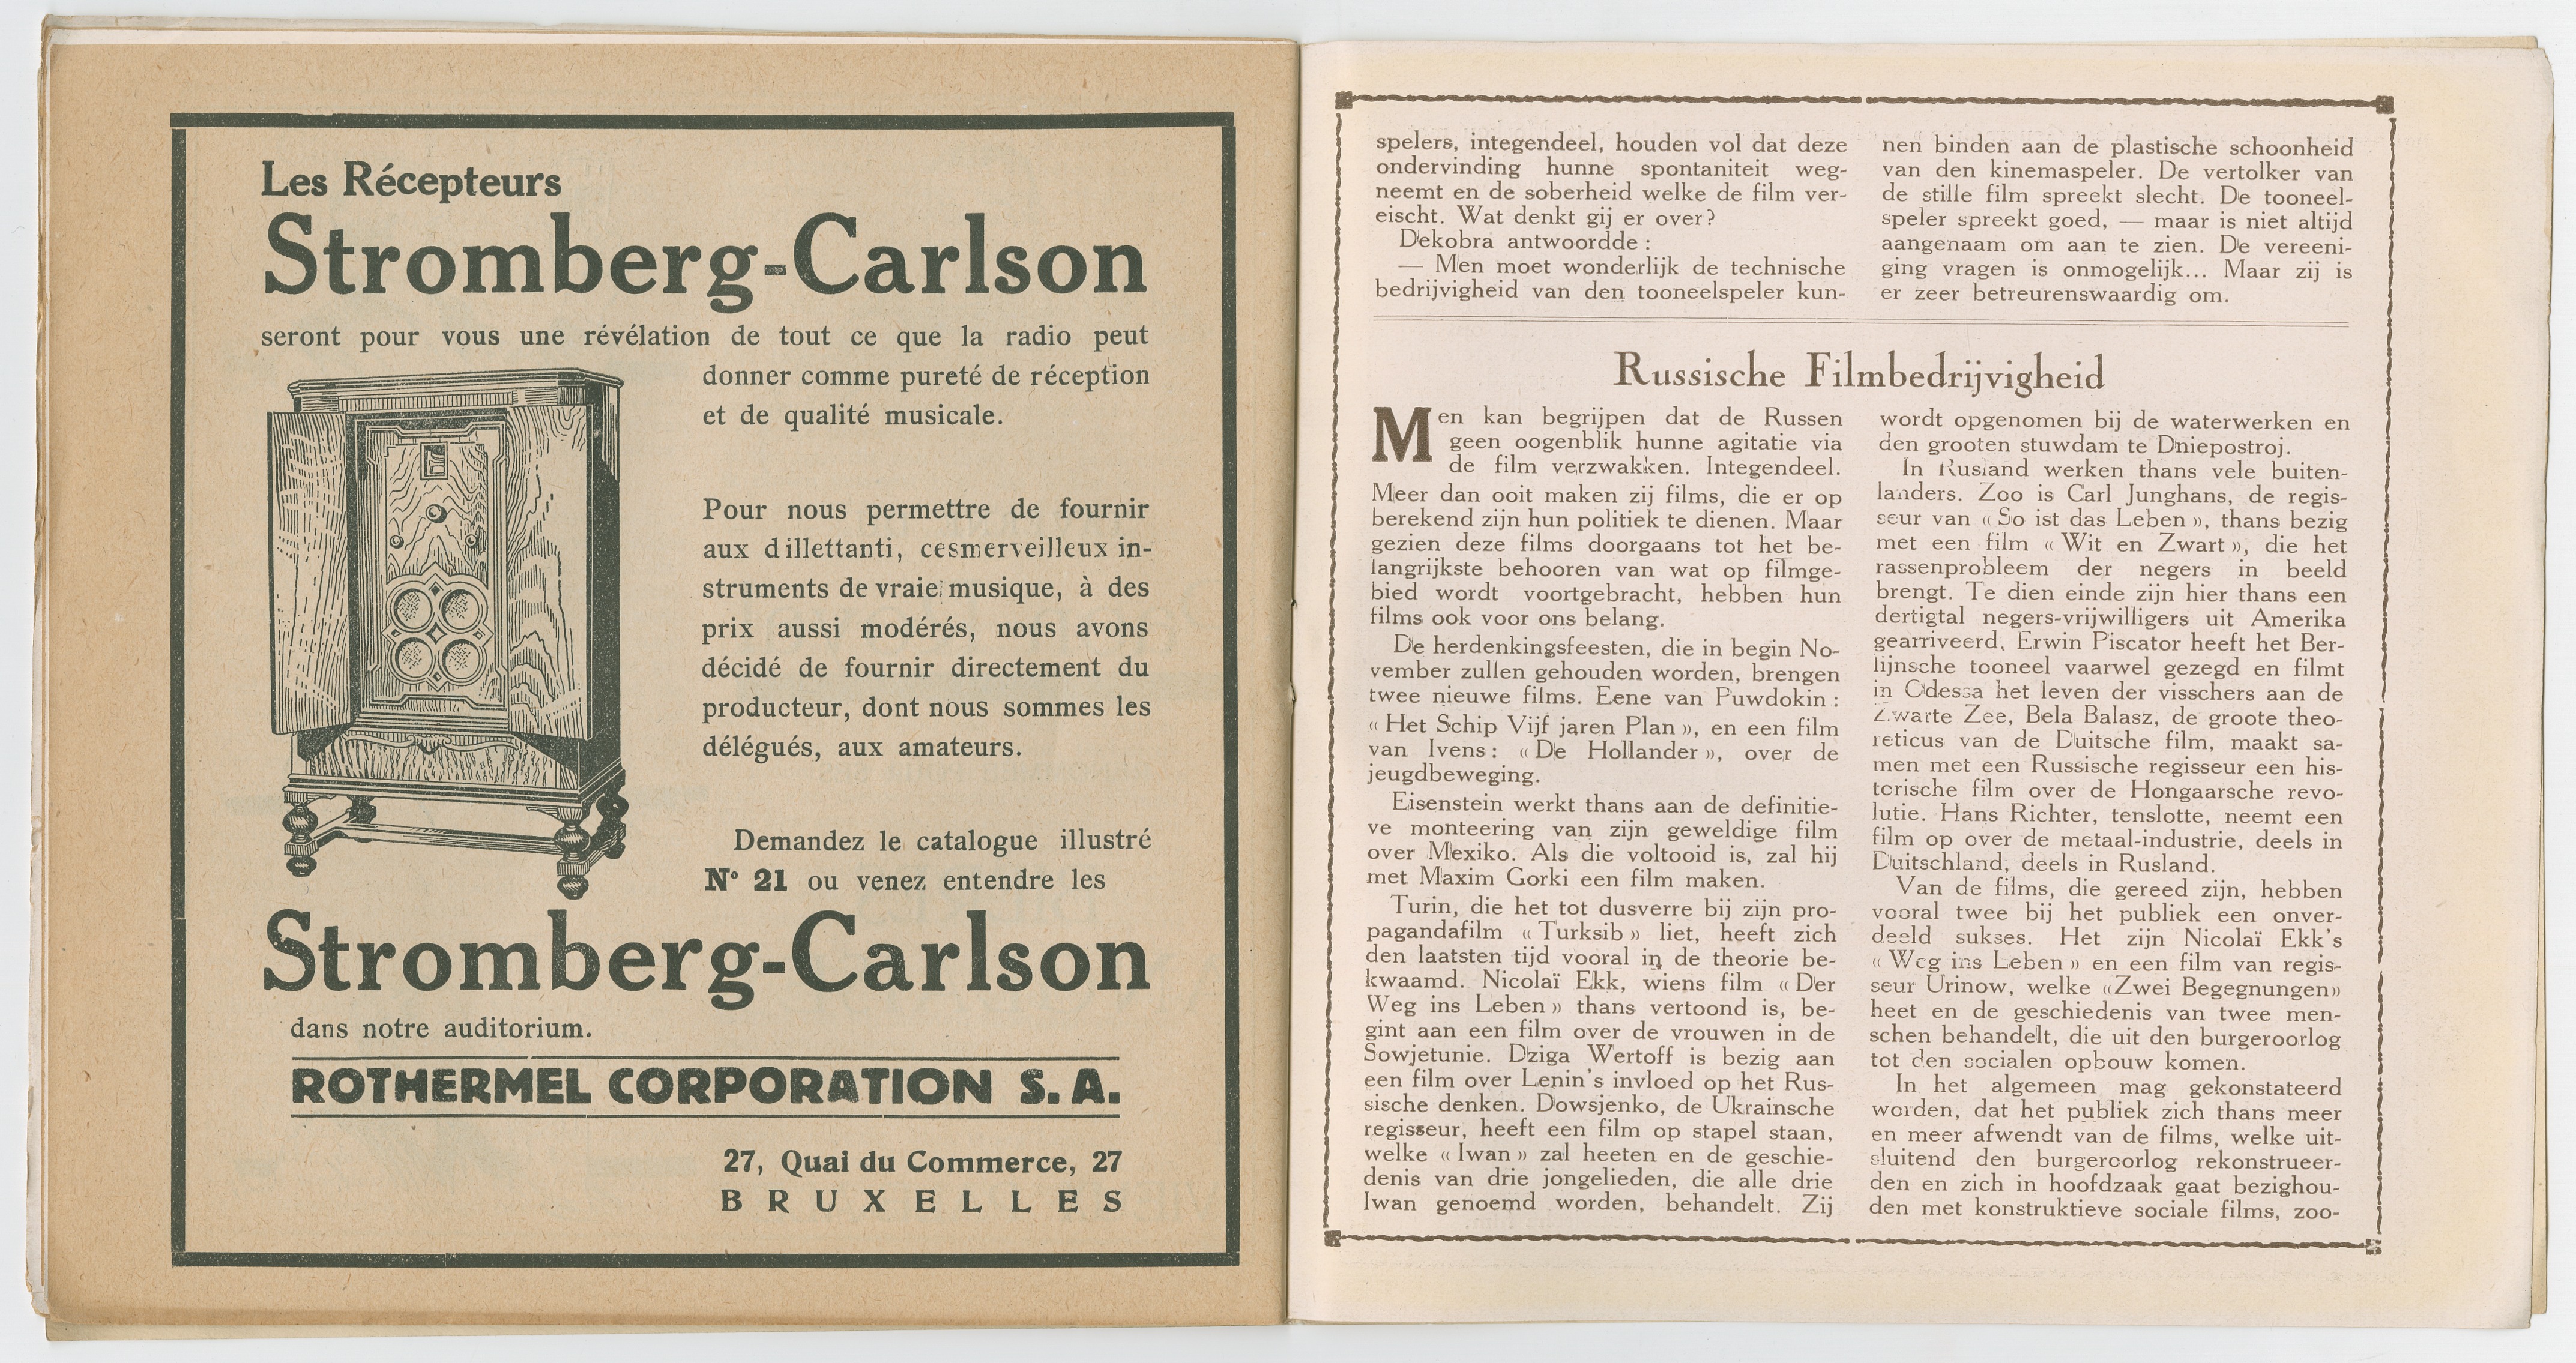 Les Récepteurs
Stromberg-Carlson
seront pour vous une révélation de tout ce que la radio peut
donner comme pureté de réception
et de qualité musicale.
Pour nous permettre de fournir
aux dillettanti, cesmerveilleux in-
struments de vraie musique, à des
prix aussi modérés, nous avons
décidé de fournir directement du
producteur, dont nous sommes les
délégués, aux amateurs.
Demandez le catalogue illustré
N° 21 ou venez entendre les
Stromberg-Carlson
dans notre auditorium.
ROTHERMEL CORPORATION S. A.
27, Quai du Commerce, 27
BRUXELLES
spelers, integendeel, houden vol dat deze
ondervinding hunne spontaniteit weg-
neemt en de soberheid welke de film ver-
eischt. Wat denkt gij er over?
Dekobra antwoordde :
— Men moet wonderlijk de technische
bedrijvigheid van den tooneelspeler kun-
nen binden aan de plastische schoonheid
van den kinemaspeler. De vertolker van
de stille film spreekt slecht. De tooneel-
speler spreekt goed, — maar is niet altijd
aangenaam om aan te zien. De vereeni-
ging vragen is onmogelijk... Maar zij is
er zeer betreurenswaardig om.
Russische Filmbedrijvigheid
Men kan begrijpen dat de Russen
geen oogenblik hunne agitatie via
de film verzwakken. Integendeel.
Meer dan ooit maken zij films, die er op
berekend zijn hun politiek te dienen. Maar
gezien deze films doorgaans tot het be-
langrijkste behooren van wat op filmge-
bied wordt voortgebracht, hebben hun
films ook voor ons belang.
De herdenkingsfeesten, die in begin No-
vember zullen gehouden worden, brengen
twee nieuwe films. Eene van Puwdokin :
« Het Schip Vijf jaren Plan », en een film
van Ivens : « De Hollander », over de
jeugdbeweging.
Eisenstein werkt thans aan de definitie-
ve monteering van zijn geweldige film
over Mexiko. Als die voltooid is, zal hij
met Maxim Gorki een film maken.
Turin, die het tot dusverre bij zijn pro-
pagandafilm « Turksib » liet, heeft zich
den laatsten tijd vooral in de theorie be-
kwaamd. Nicolaï Ekk, wiens film « Der
Weg ins Leben » thans vertoond is, be-
gint aan een film over de vrouwen in de
Sowjetunie. Dziga Wertoff is bezig aan
een film over Lenin's invloed op het Rus-
sische denken. Dowsjenko, de Ukrainsche
regisseur, heeft een film op stapel staan,
welke « Iwan » zal heeten en de geschie-
denis van drie jongelieden, die alle drie
Iwan genoemd worden, behandelt. Zij
wordt opgenomen bij de waterwerken en
den grooten stuwdam te Dniepostroj.
In Rusland werken thans vele buiten-
landers. Zoo is Carl Junghans, de regis-
seur van « So ist das Leben », thans bezig
met een film « Wit en Zwart », die het
rassenprobleem der negers in beeld
brengt. Te dien einde zijn hier thans een
dertigtal negers-vrijwilligers uit Amerika
gearriveerd, Erwin Piscator heeft het Ber-
lijnsche tooneel vaarwel gezegd en filmt
in Odessa het leven der visschers aan de
Zwarte Zee, Bela Balasz, de groote theo-
reticus van de Duitsche film, maakt sa-
men met een Russische regisseur een his-
torische film over de Hongaarsche revo-
lutie. Hans Richter, tenslotte, neemt een
film op over de metaal-industrie, deels in
Duitschland, deels in Rusland.
Van de films, die gereed zijn, hebben
vooral twee bij het publiek een onver-
deeld sukses. Het zijn Nicolaï Ekk's
« Weg ins Leben » en een film van regis-
seur Urinow, welke «Zwei Begegnungen»
heet en de geschiedenis van twee men-
schen behandelt, die uit den burgeroorlog
tot den socialen opbouw komen.
In het algemeen mag gekonstateerd
worden, dat het publiek zich thans meer
en meer afwendt van de films, welke uit-
sluitend den burgeroorlog rekonstrueer-
den en zich in hoofdzaak gaat bezighou-
den met konstruktieve sociale films, zoo-